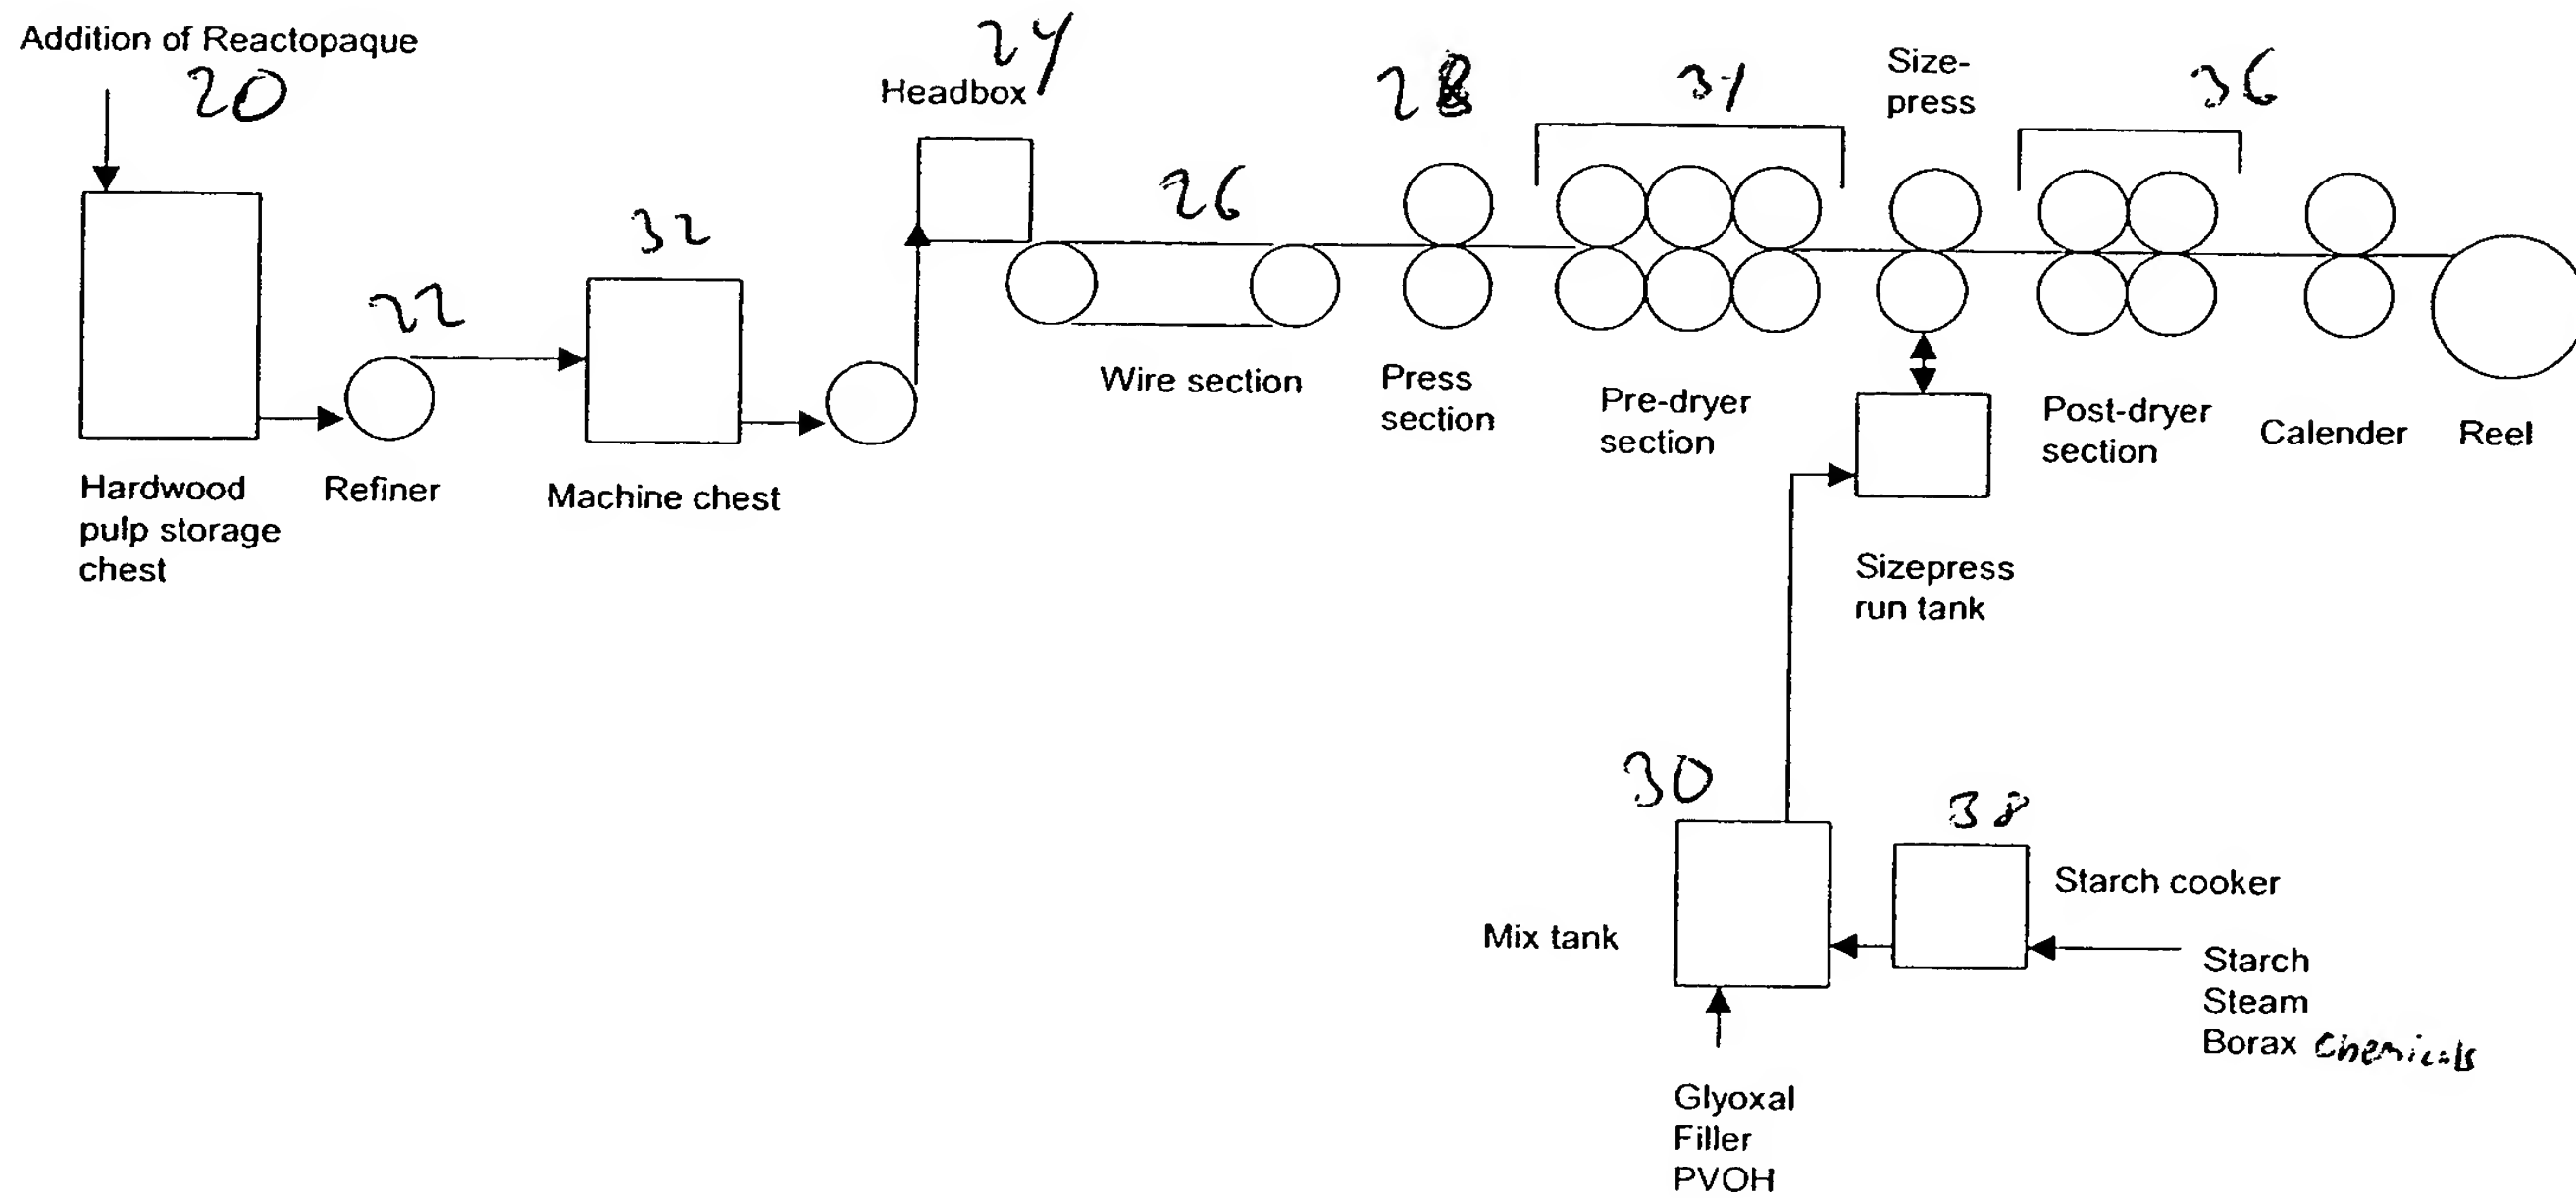 Addition of Reactopaque
20
24
Headbox
28
Size-
press
36
26
32
22
Hardwood
pulp storage
chest
Refiner
Machine chest
Wire section
Press
section
Pre-dryer
section
Post-dryer
section
Calender
Reel
Sizepress
run tank
30
38
Mix tank
Starch cooker
Starch
Steam
Borax chemicals
Glyoxal
Filler
PVOH